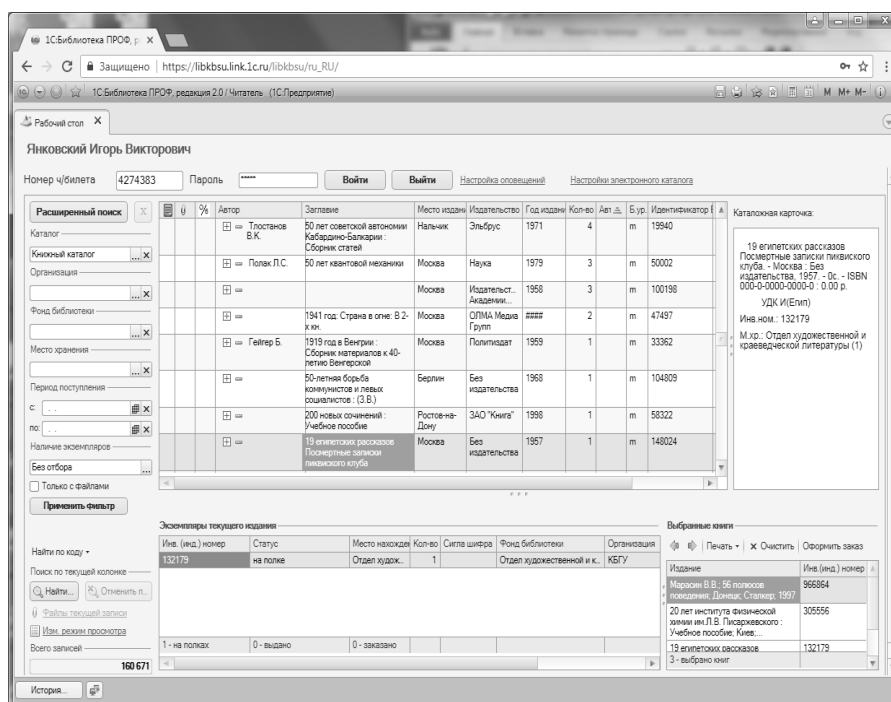 1С:Библиотека ПРОФ, р
Защищено | https://libkbsu.link.1c.ru/libkbsu/ru_RU/
1С:Библиотека ПРОФ, редакция 2.0 / Читатель (1С:Предприятие)
M M+ M-
Рабочий стол X
Янковский Игорь Викторович
Номер ч/билета 4274383 Пароль ***** Войти Выйти Настройка оповещений Настройки электронного каталога
Расширенный поиск X
Каталог
Книжный каталог ... x
Организация
... x
Фонд библиотеки
... x
Место хранения
... x
Период поступления
с: . . x
по: . . x
Наличие экземпляров
Без отбора ...
Только с файлами
Применить фильтр
Найти по коду
Поиск по текущей колонке
Найти... Отменить п...
Файлы текущей записи
Изм. режим просмотра
Всего записей
160 671
% Автор Заглавие Место издани Издательство Год издани Кол-во Авт Б.ур. Идентификатор
Тлостанов В.К. 50 лет советской автономии Кабардино-Балкарии : Сборник статей Нальчик Эльбрус 1971 4 m 19940
Полак Л.С. 50 лет квантовой механики Москва Наука 1979 3 m 50002
Москва Издательст... Академии... 1958 3 m 100198
1941 год: Страна в огне: В 2-х кн. Москва ОЛМА Медиа Групп #### 2 m 47497
Гейгер Б. 1919 год в Венгрии : Сборник материалов к 40-летию Венгерской Москва Политиздат 1959 1 m 33362
50-летняя борьба коммунистов и левых социалистов : (З.В.) Берлин Без издательства 1968 1 m 104809
200 новых сочинений : Учебное пособие Ростов-на-Дону ЗАО "Книга" 1998 1 m 58322
19 египетских рассказов Посмертные записки пиквиского клуба Москва Без издательства 1957 1 m 148024
Каталожная карточка:
19 египетских рассказов
Посмертные записки пиквиского
клуба. - Москва : Без
издательства, 1957. - 0с. - ISBN
000-0-0000-0000-0 : 0.00 р.
УДК И(Егип)
Инв.ном.: 132179
М.хр.: Отдел художественной и
краеведческой литературы (1)
Экземпляры текущего издания
Инв. (инд.) номер Статус Место нахожден Кол-во Сигла шифра Фонд библиотеки Организация
132179 на полке Отдел худож... 1 Отдел художественной и к... КБГУ
1 - на полках 0 - выдано 0 - заказано
Выбранные книги
Печать x Очистить Оформить заказ
Издание Инв.(инд.) номер
Марасин В.В.; 56 полюсов поведения; Донецк; Сталкер; 1997 966864
20 лет института физической химии им.Л.В. Писаржевского : Учебное пособие; Киев;... 305556
19 египетских рассказов 132179
3 - выбрано книг
История...